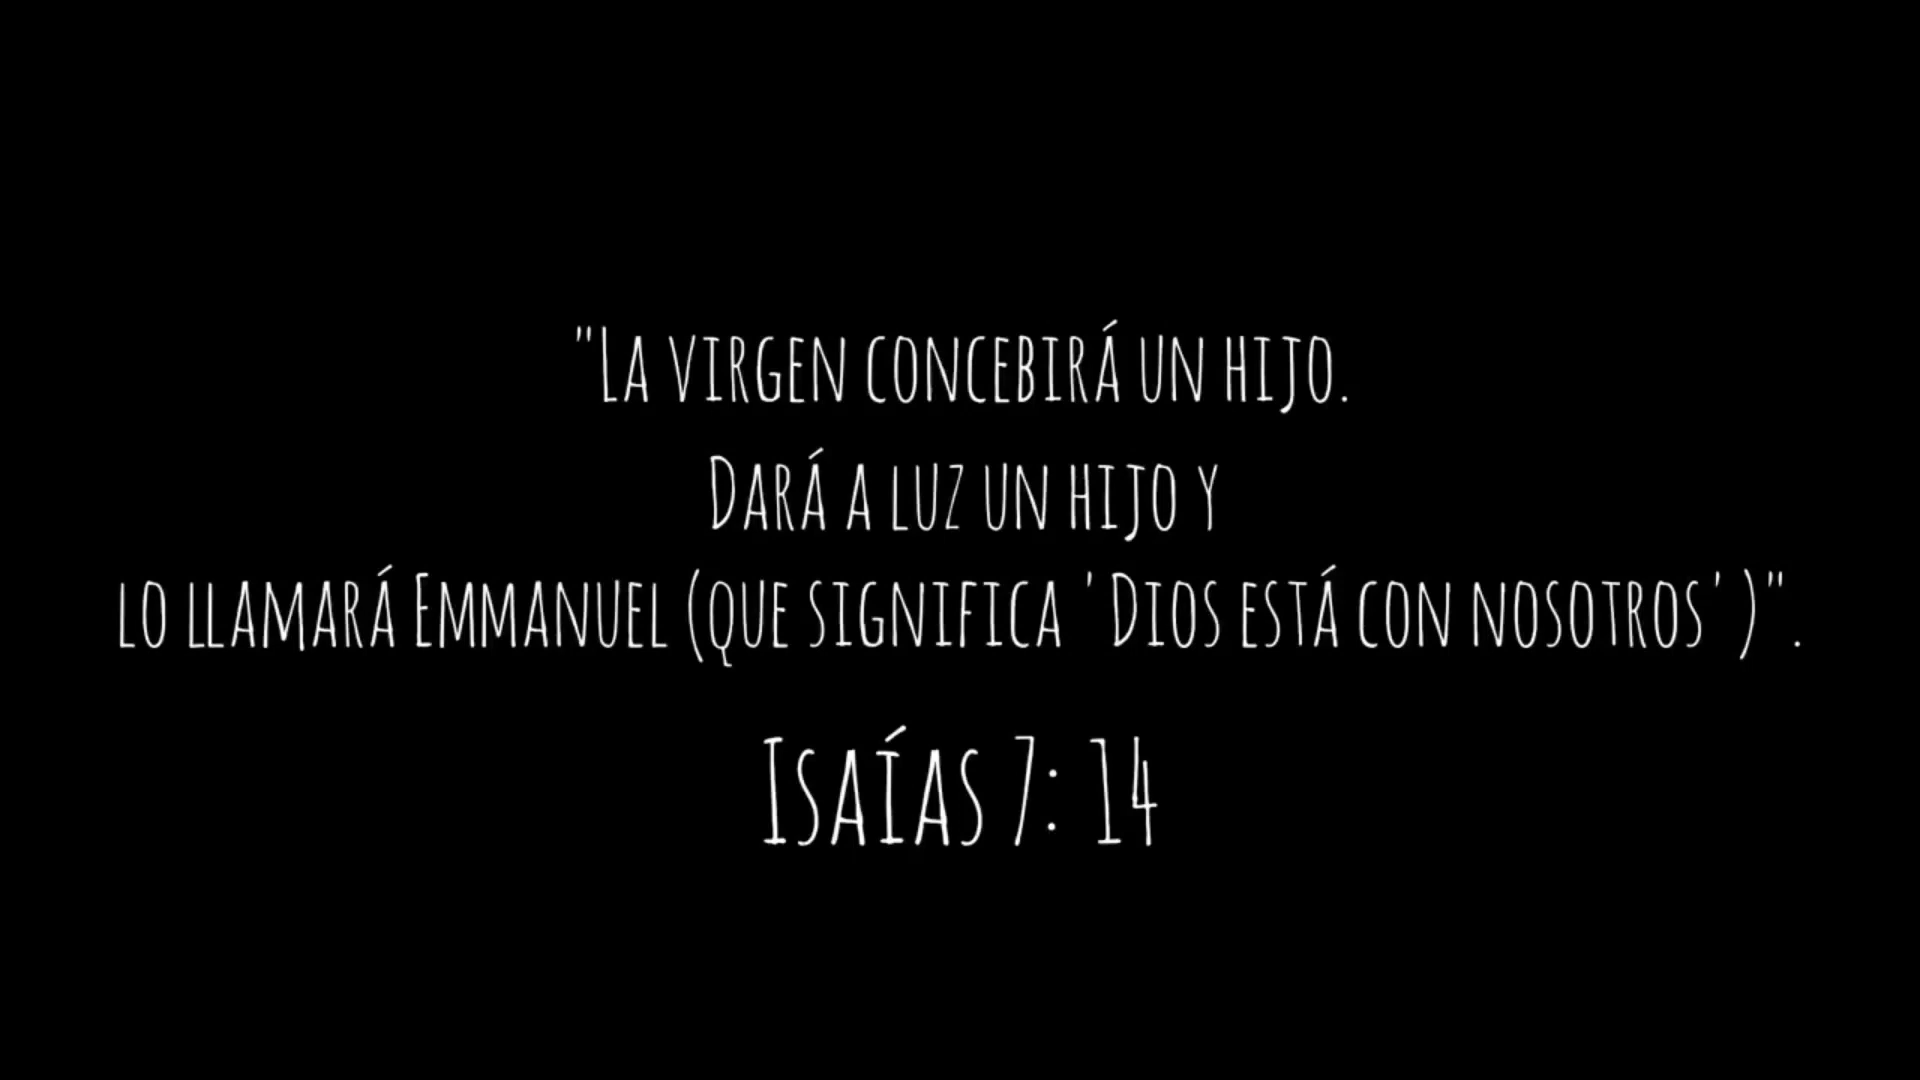 "La virgen concebirá un hijo.
Dará a luz un hijo y
lo llamará Emmanuel (que significa 'Dios está con nosotros')".
Isaías 7: 14